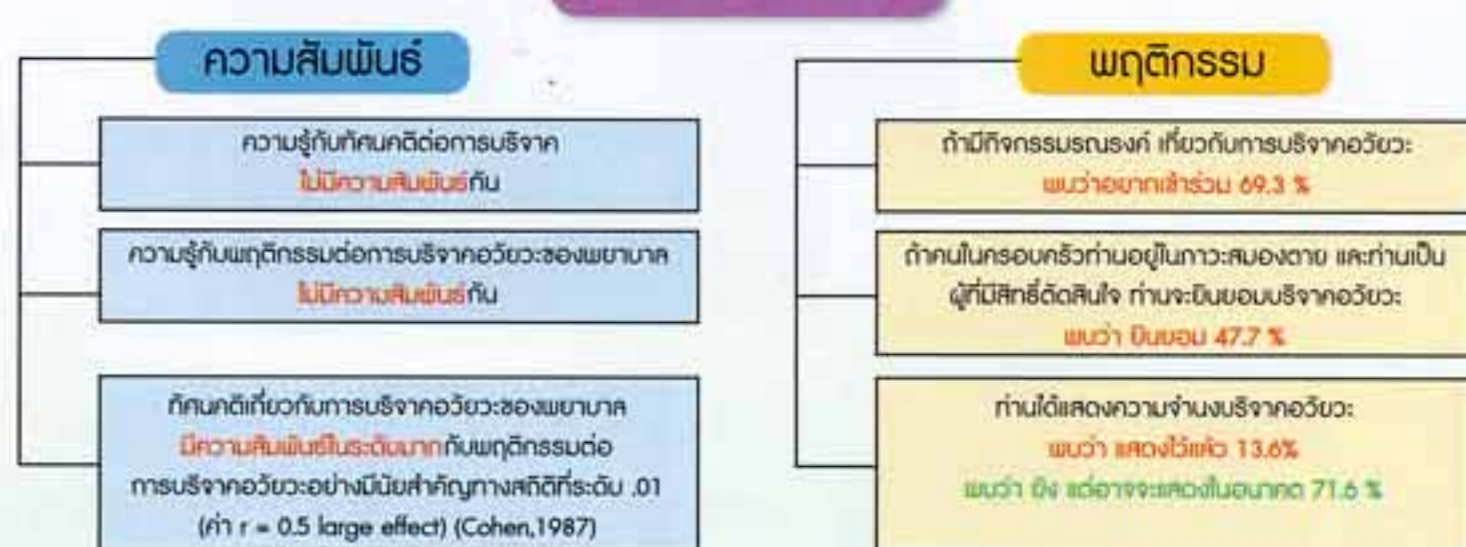 ความสัมพันธ์
ความรู้กับทัศนคติต่อการบริจาค
ไม่มีความสัมพันธ์กัน
ความรู้กับพฤติกรรมต่อการบริจาคอวัยวะของพยาบาล
ไม่มีความสัมพันธ์กัน
ทัศนคติเกี่ยวกับการบริจาคอวัยวะของพยาบาล
มีความสัมพันธ์ในระดับมากกับพฤติกรรมต่อ
การบริจาคอวัยวะอย่างมีนัยสำคัญทางสถิติที่ระดับ .01
(ค่า r = 0.5 large effect) (Cohen,1987)
พฤติกรรม
ถ้ามีกิจกรรมรณรงค์ เกี่ยวกับการบริจาคอวัยวะ
พบว่าอยากเข้าร่วม 69.3 %
ถ้าคนในครอบครัวท่านอยู่ในภาวะสมองตาย และท่านเป็น
ผู้ที่มีสิทธิ์ตัดสินใจ ท่านจะยินยอมบริจาคอวัยวะ
พบว่า ยินยอม 47.7 %
ท่านได้แสดงความจำนงบริจาคอวัยวะ
พบว่า แสดงไว้แล้ว 13.6%
พบว่า ยัง แต่อาจจะแสดงในอนาคต 71.6 %